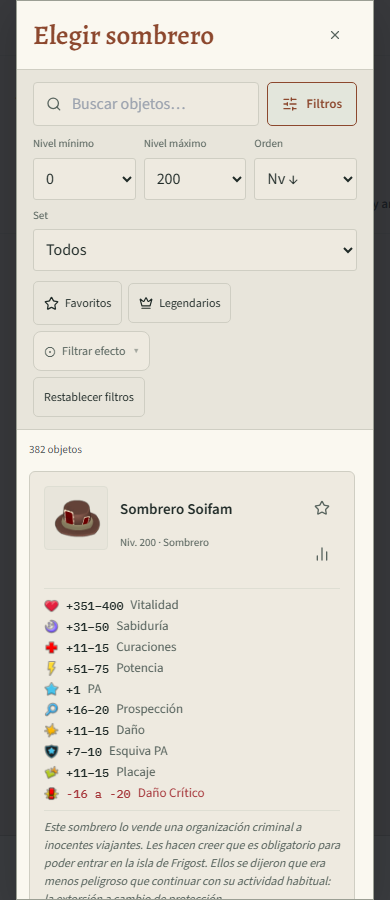 Elegir sombrero
Buscar objetos…
Filtros
Nivel mínimo
Nivel máximo
Orden
0
200
Nv ↓
Set
Todos
Favoritos
Legendarios
Filtrar efecto
Restablecer filtros
382 objetos
Sombrero Soifam
Niv. 200 · Sombrero
+351–400 Vitalidad
+31–50 Sabiduría
+11–15 Curaciones
+51–75 Potencia
+1 PA
+16–20 Prospección
+11–15 Daño
+7–10 Esquiva PA
+11–15 Placaje
-16 a -20 Daño Crítico
Este sombrero lo vende una organización criminal a
inocentes viajantes. Les hacen creer que es obligatorio para
poder entrar en la isla de Frigost. Ellos se dijeron que era
menos peligroso que continuar con su actividad habitual:
la extorsión a cambio de protección.